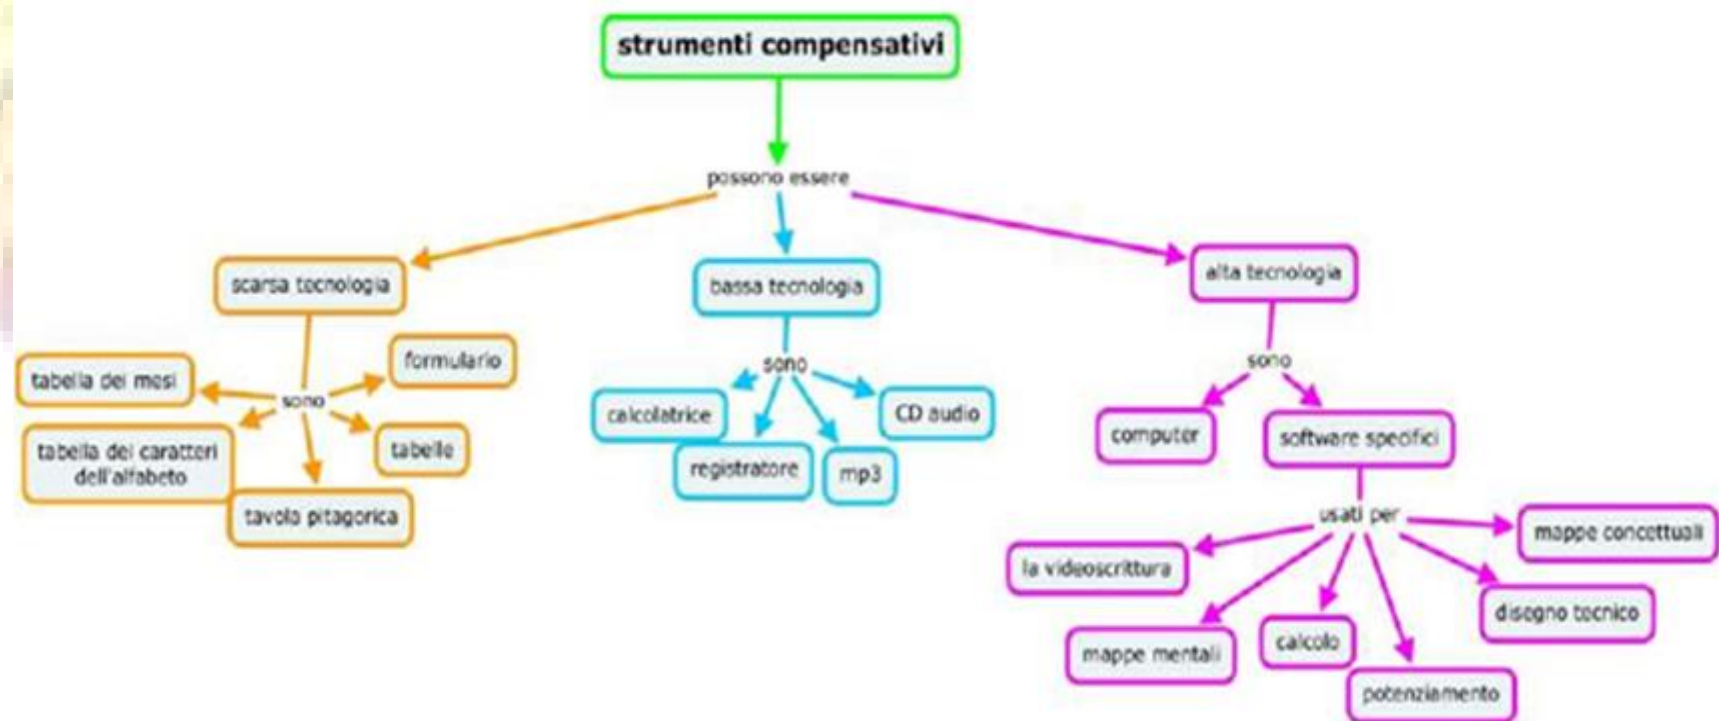 strumenti compensativi
possono essere
scarsa tecnologia
sono
tabella dei mesi
formulario
tabella dei caratteri
dell'alfabeto
tabelle
tavola pitagorica
bassa tecnologia
sono
calcolatrice
CD audio
registratore
mp3
alta tecnologia
sono
computer
software specifici
usati per
mappe concettuali
la videoscrittura
disegno tecnico
mappe mentali
calcolo
potenziamento